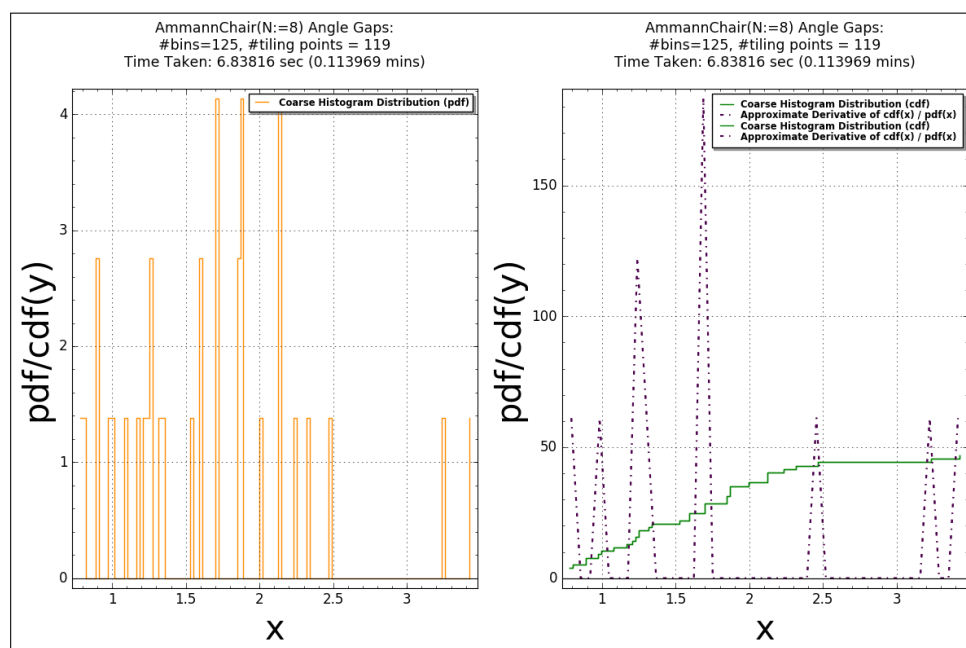 AmmannChair(N:=8) Angle Gaps:
#bins=125, #tiling points = 119
Time Taken: 6.83816 sec (0.113969 mins)
Coarse Histogram Distribution (pdf)
pdf/cdf(y)
4
3
2
1
0
1
1.5
2
2.5
3
x
AmmannChair(N:=8) Angle Gaps:
#bins=125, #tiling points = 119
Time Taken: 6.83816 sec (0.113969 mins)
Coarse Histogram Distribution (cdf)
Approximate Derivative of cdf(x) / pdf(x)
Coarse Histogram Distribution (cdf)
Approximate Derivative of cdf(x) / pdf(x)
pdf/cdf(y)
150
100
50
0
1
1.5
2
2.5
3
x